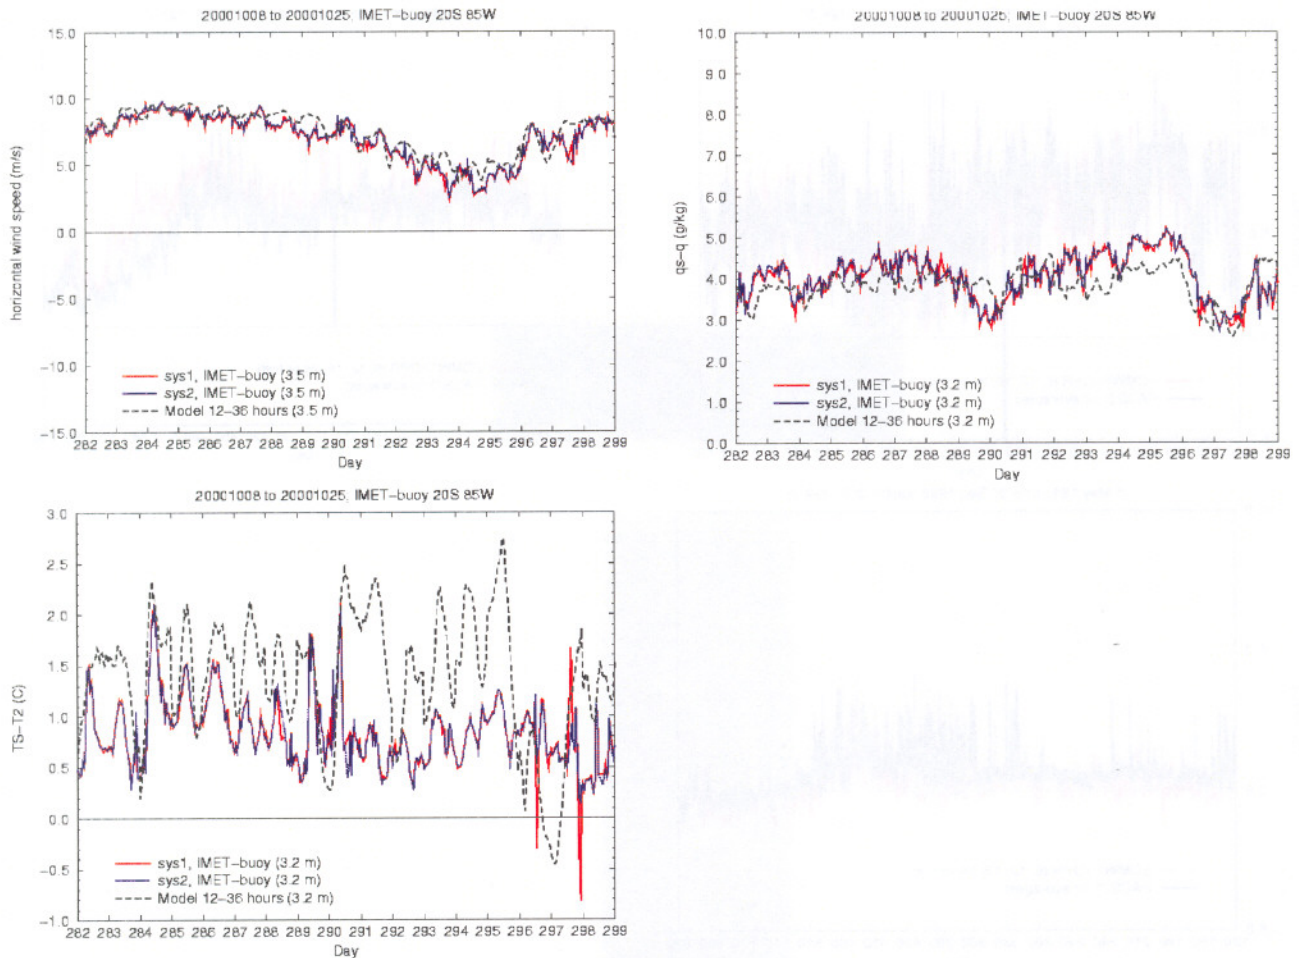 20001008 to 20001025, IMET-buoy 20S 85W
15.0
10.0
5.0
0.0
-5.0
-10.0
-15.0
horizontal wind speed (m/s)
sys1, IMET-buoy (3.5 m)
sys2, IMET-buoy (3.5 m)
Model 12-36 hours (3.5 m)
282 283 284 285 286 287 288 289 290 291 292 293 294 295 296 297 298 299
Day
20001008 to 20001025, IMET-buoy 20S 85W
10.0
9.0
8.0
7.0
6.0
5.0
4.0
3.0
2.0
1.0
0.0
qs-q (g/kg)
sys1, IMET-buoy (3.2 m)
sys2, IMET-buoy (3.2 m)
Model 12-36 hours (3.2 m)
282 283 284 285 286 287 288 289 290 291 292 293 294 295 296 297 298 299
Day
20001008 to 20001025, IMET-buoy 20S 85W
3.0
2.5
2.0
1.5
1.0
0.5
0.0
-0.5
-1.0
TS-T2 (C)
sys1, IMET-buoy (3.2 m)
sys2, IMET-buoy (3.2 m)
Model 12-36 hours (3.2 m)
282 283 284 285 286 287 288 289 290 291 292 293 294 295 296 297 298 299
Day